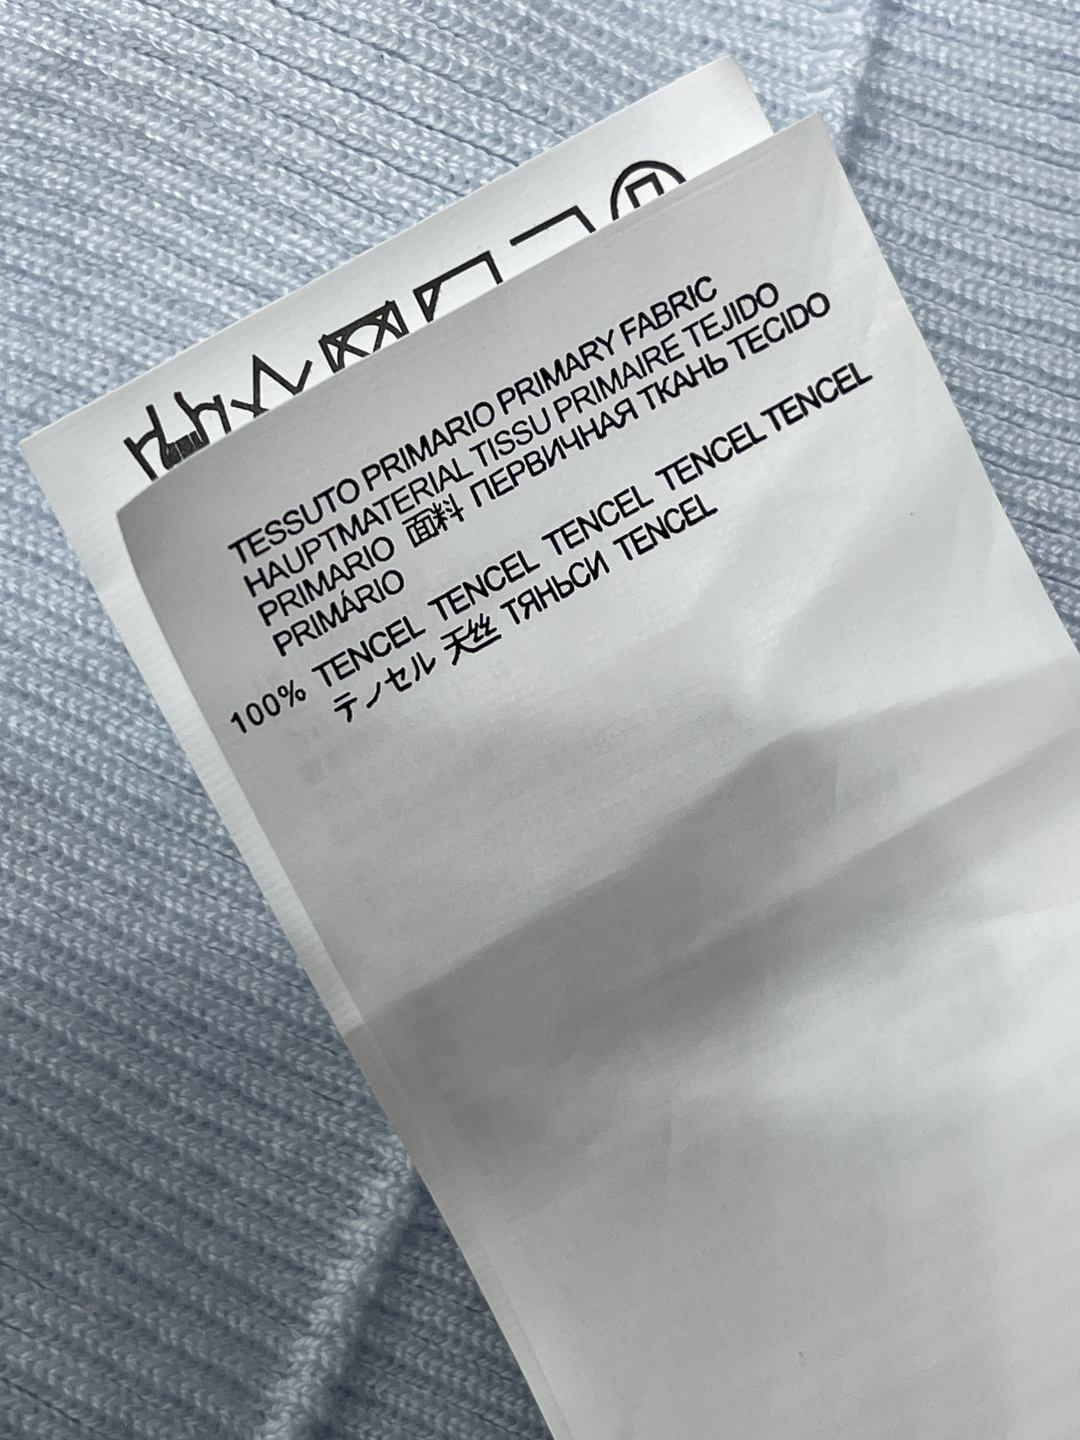 TESSUTO PRIMARIO PRIMARY FABRIC
HAUPTMATERIAL TISSU PRIMAIRE TEJIDO
PRIMARIO 面料 ПЕРВИЧНАЯ ТКАНЬ TECIDO
PRIMÁRIO
100% TENCEL TENCEL TENCEL TENCEL TENCEL
テノセル 天丝 ТЯНЬСИ TENCEL